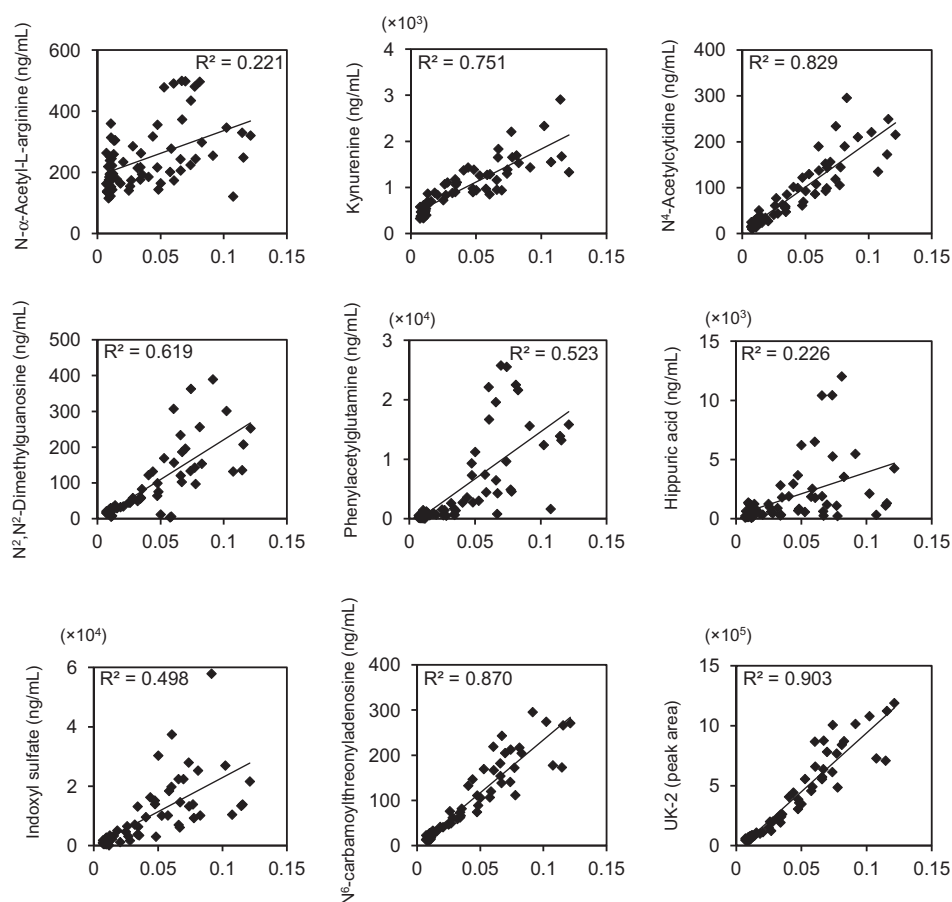 (×10³)
N-α-Acetyl-L-arginine (ng/mL)
600
400
200
0
R² = 0.221
0 0.05 0.1 0.15
Kynurenine (ng/mL)
4
3
2
1
0
R² = 0.751
0 0.05 0.1 0.15
N⁴-Acetylcytidine (ng/mL)
400
300
200
100
0
R² = 0.829
0 0.05 0.1 0.15
N²,N²-Dimethylguanosine (ng/mL)
500
400
300
200
100
0
R² = 0.619
0 0.05 0.1 0.15
(×10⁴)
Phenylacetylglutamine (ng/mL)
3
2
1
0
R² = 0.523
0 0.05 0.1 0.15
(×10³)
Hippuric acid (ng/mL)
15
10
5
0
R² = 0.226
0 0.05 0.1 0.15
(×10⁴)
Indoxyl sulfate (ng/mL)
6
4
2
0
R² = 0.498
0 0.05 0.1 0.15
N⁶-carbamoylthreonyladenosine (ng/mL)
400
300
200
100
0
R² = 0.870
0 0.05 0.1 0.15
(×10⁵)
UK-2 (peak area)
15
10
5
0
R² = 0.903
0 0.05 0.1 0.15